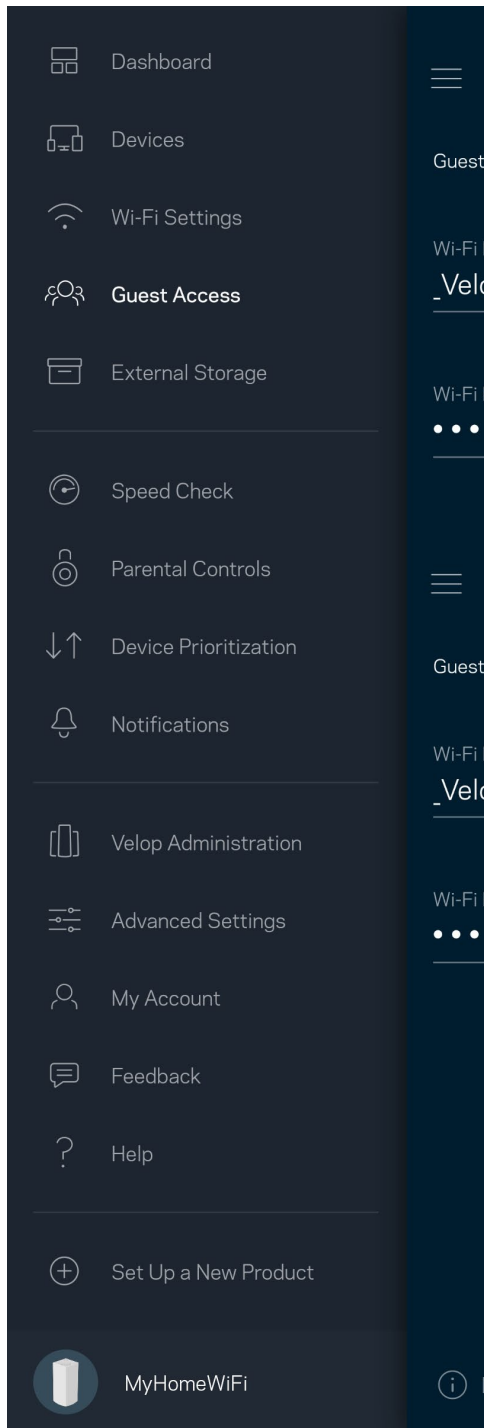 Dashboard
Devices
Wi-Fi Settings
Guest Access
External Storage
Speed Check
Parental Controls
Device Prioritization
Notifications
Velop Administration
Advanced Settings
My Account
Feedback
Help
Set Up a New Product
MyHomeWiFi
Guest
Wi-Fi
_Velo
Wi-Fi
Guest
Wi-Fi
_Velo
Wi-Fi